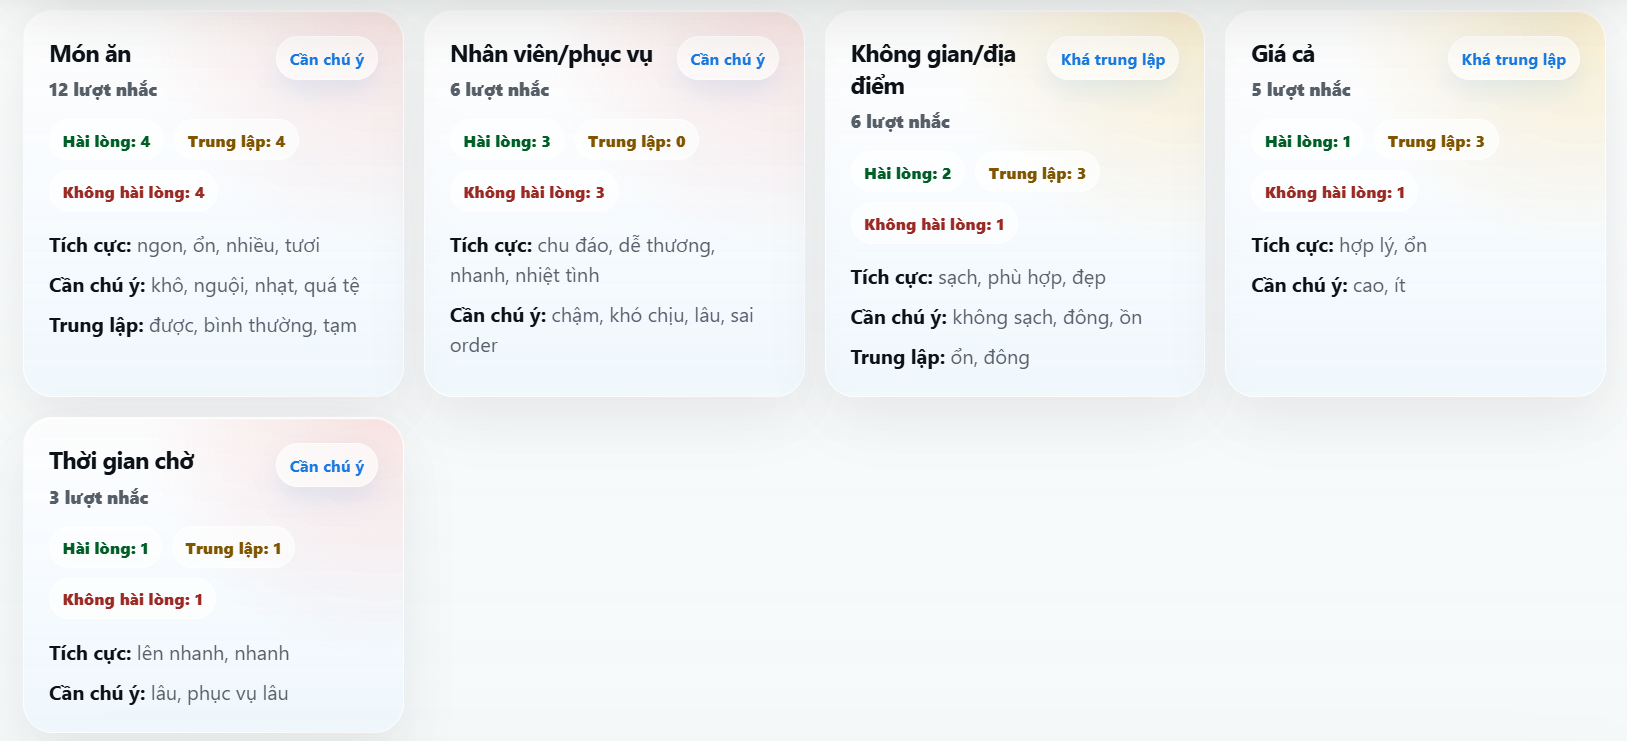 Món ăn
Cần chú ý
12 lượt nhắc
Hài lòng: 4
Trung lập: 4
Không hài lòng: 4
Tích cực: ngon, ổn, nhiều, tươi
Cần chú ý: khô, nguội, nhạt, quá tệ
Trung lập: được, bình thường, tạm
Nhân viên/phục vụ
Cần chú ý
6 lượt nhắc
Hài lòng: 3
Trung lập: 0
Không hài lòng: 3
Tích cực: chu đáo, dễ thương,
nhanh, nhiệt tình
Cần chú ý: chậm, khó chịu, lâu, sai
order
Không gian/địa
điểm
Khá trung lập
6 lượt nhắc
Hài lòng: 2
Trung lập: 3
Không hài lòng: 1
Tích cực: sạch, phù hợp, đẹp
Cần chú ý: không sạch, đông, ồn
Trung lập: ổn, đông
Giá cả
Khá trung lập
5 lượt nhắc
Hài lòng: 1
Trung lập: 3
Không hài lòng: 1
Tích cực: hợp lý, ổn
Cần chú ý: cao, ít
Thời gian chờ
Cần chú ý
3 lượt nhắc
Hài lòng: 1
Trung lập: 1
Không hài lòng: 1
Tích cực: lên nhanh, nhanh
Cần chú ý: lâu, phục vụ lâu